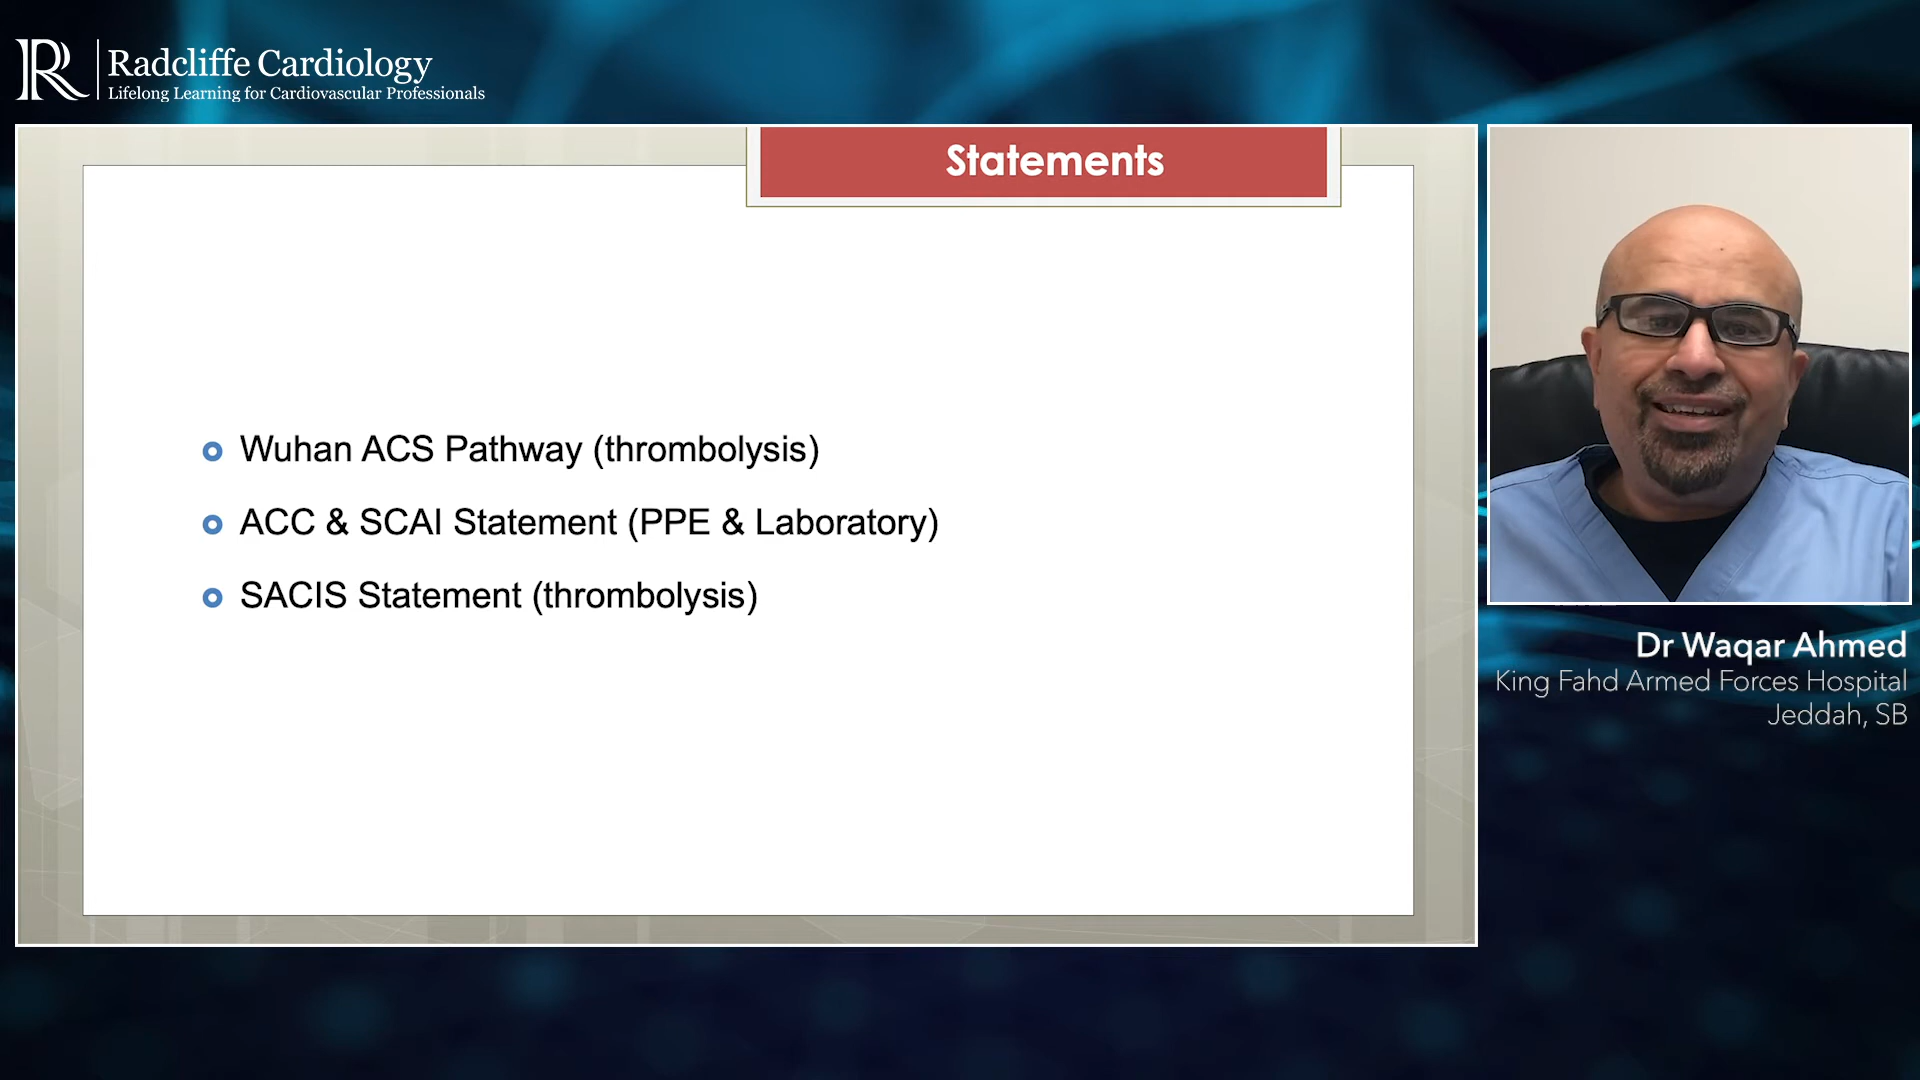 R
Radcliffe Cardiology
Lifelong Learning for Cardiovascular Professionals
Statements
Wuhan ACS Pathway (thrombolysis)
ACC & SCAI Statement (PPE & Laboratory)
SACIS Statement (thrombolysis)
Dr Waqar Ahmed
King Fahd Armed Forces Hospital
Jeddah, SB